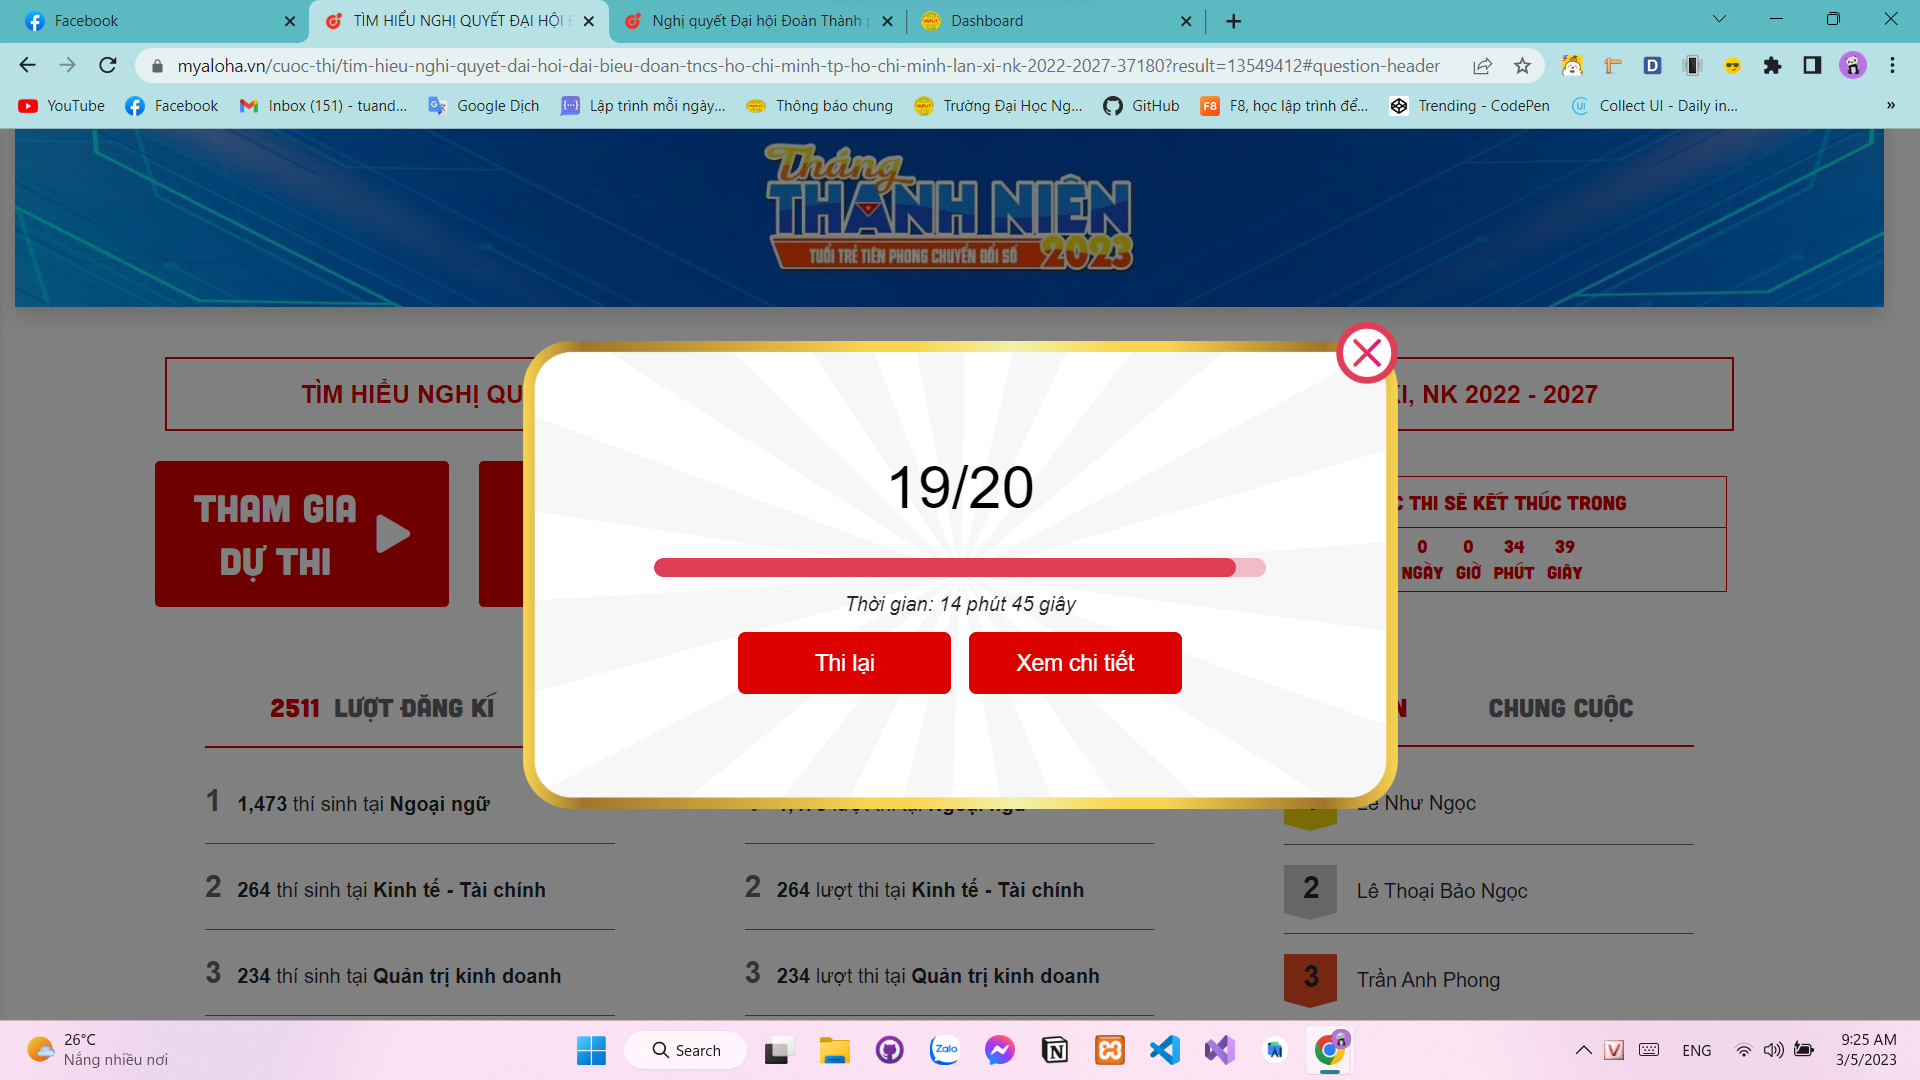 Facebook
TÌM HIỂU NGHỊ QUYẾT ĐẠI HỘI
Nghị quyết Đại hội Đoàn Thành
Dashboard
myaloha.vn/cuoc-thi/tim-hieu-nghi-quyet-dai-hoi-dai-bieu-doan-tncs-ho-chi-minh-tp-ho-chi-minh-lan-xi-nk-2022-2027-37180?result=13549412#question-header
YouTube
Facebook
Inbox (151) - tuand...
Google Dịch
Lập trình mỗi ngày...
Thông báo chung
Trường Đại Học Ng...
GitHub
F8
F8, học lập trình để...
Trending - CodePen
Collect UI - Daily in...
»
Tháng
THANH NIÊN
TUỔI TRẺ TIÊN PHONG CHUYỂN ĐỔI SỐ 2023
TÌM HIỂU NGHỊ QU
XI, NK 2022 - 2027
THAM GIA
DỰ THI
THI SẼ KẾT THÚC TRONG
0 0 34 39
NGÀY GIỜ PHÚT GIÂY
19/20
Thời gian: 14 phút 45 giây
Thi lại
Xem chi tiết
2511 LƯỢT ĐĂNG KÍ
CHUNG CUỘC
1 1,473 thí sinh tại Ngoại ngữ
2 264 thí sinh tại Kinh tế - Tài chính
3 234 thí sinh tại Quản trị kinh doanh
2 264 lượt thi tại Kinh tế - Tài chính
3 234 lượt thi tại Quản trị kinh doanh
Lê Như Ngọc
2 Lê Thoại Bảo Ngọc
3 Trần Anh Phong
26°C
Nắng nhiều nơi
Search
Zalo
ENG
9:25 AM
3/5/2023